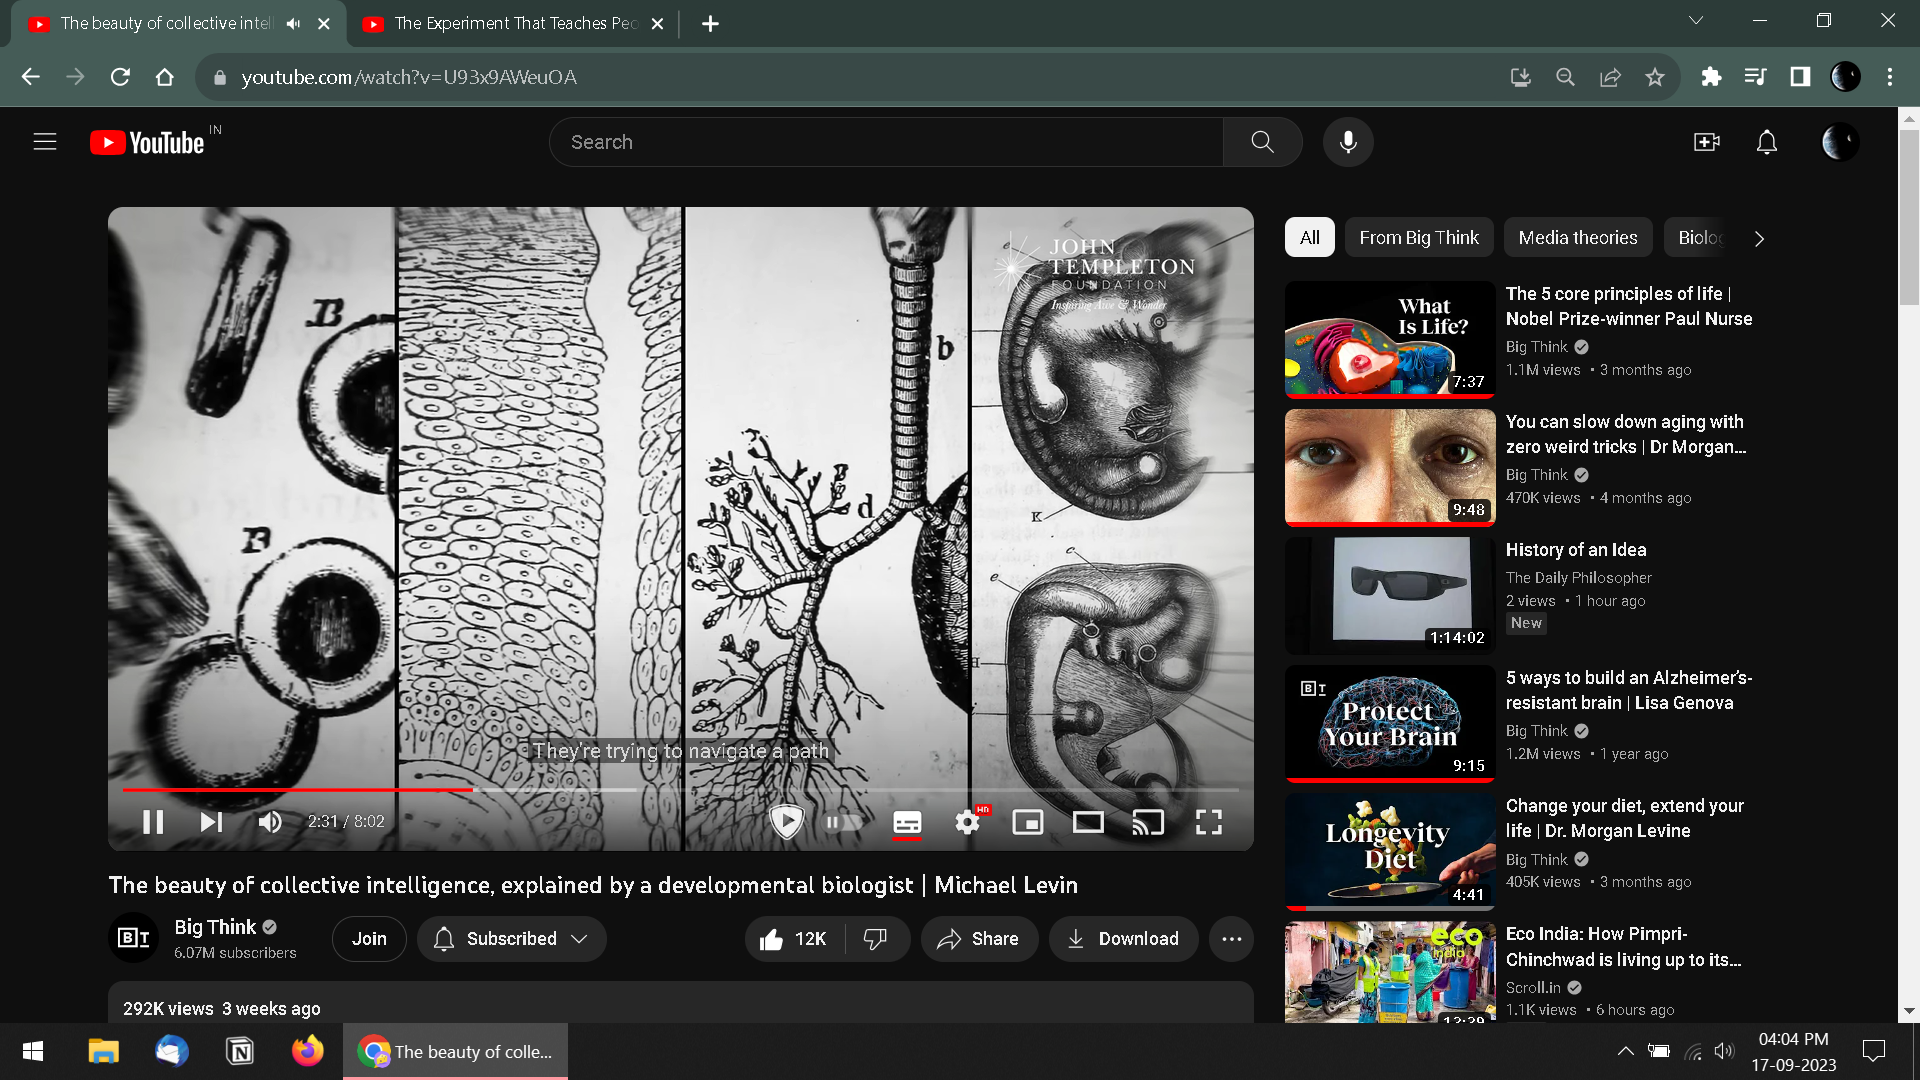 The beauty of collective intel
The Experiment That Teaches Peo
youtube.com/watch?v=U93x9AWeuOA
YouTube IN
Search
JOHN
TEMPLETON
FOUNDATION
Inspiring Awe & Wonder
B
b
d
B
K
c
e
They're trying to navigate a path
2:31 / 8:02
HD
The beauty of collective intelligence, explained by a developmental biologist | Michael Levin
BT
Big Think
6.07M subscribers
Join
Subscribed
12K
Share
Download
292K views 3 weeks ago
All
From Big Think
Media theories
Biolog
What
Is Life?
7:37
The 5 core principles of life |
Nobel Prize-winner Paul Nurse
Big Think
1.1M views • 3 months ago
9:48
You can slow down aging with
zero weird tricks | Dr Morgan...
Big Think
470K views • 4 months ago
1:14:02
History of an Idea
The Daily Philosopher
2 views • 1 hour ago
New
BT
Protect
Your Brain
9:15
5 ways to build an Alzheimer's-
resistant brain | Lisa Genova
Big Think
1.2M views • 1 year ago
Longevity
Diet
4:41
Change your diet, extend your
life | Dr. Morgan Levine
Big Think
405K views • 3 months ago
eco
india
Eco India: How Pimpri-
Chinchwad is living up to its...
Scroll.in
1.1K views • 6 hours ago
The beauty of colle...
04:04 PM
17-09-2023